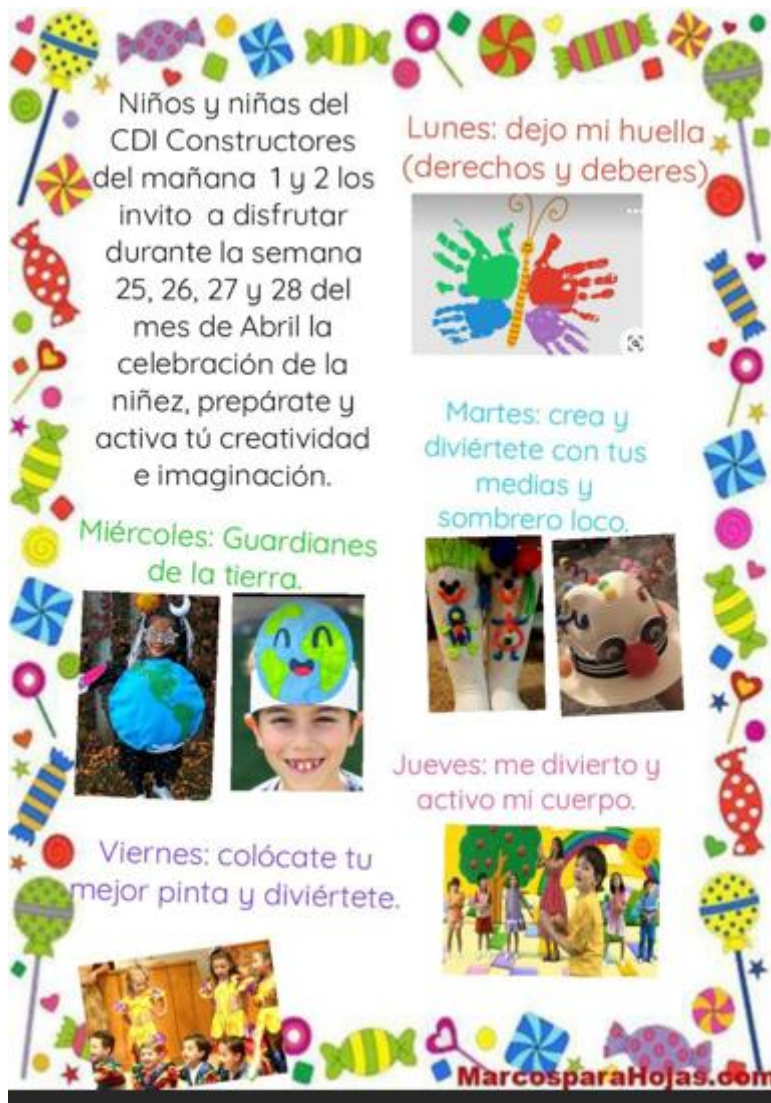 Niños y niñas del
CDI Constructores
del mañana 1 y 2 los
invito a disfrutar
durante la semana
25, 26, 27 y 28 del
mes de Abril la
celebración de la
niñez, prepárate y
activa tú creatividad
e imaginación.
Lunes: dejo mi huella
(derechos y deberes)
Martes: crea y
diviértete con tus
medias y
sombrero loco.
Miércoles: Guardianes
de la tierra.
Jueves: me divierto y
activo mi cuerpo.
Viernes: colócate tu
mejor pinta y diviértete.
MarcosparaHojas.com